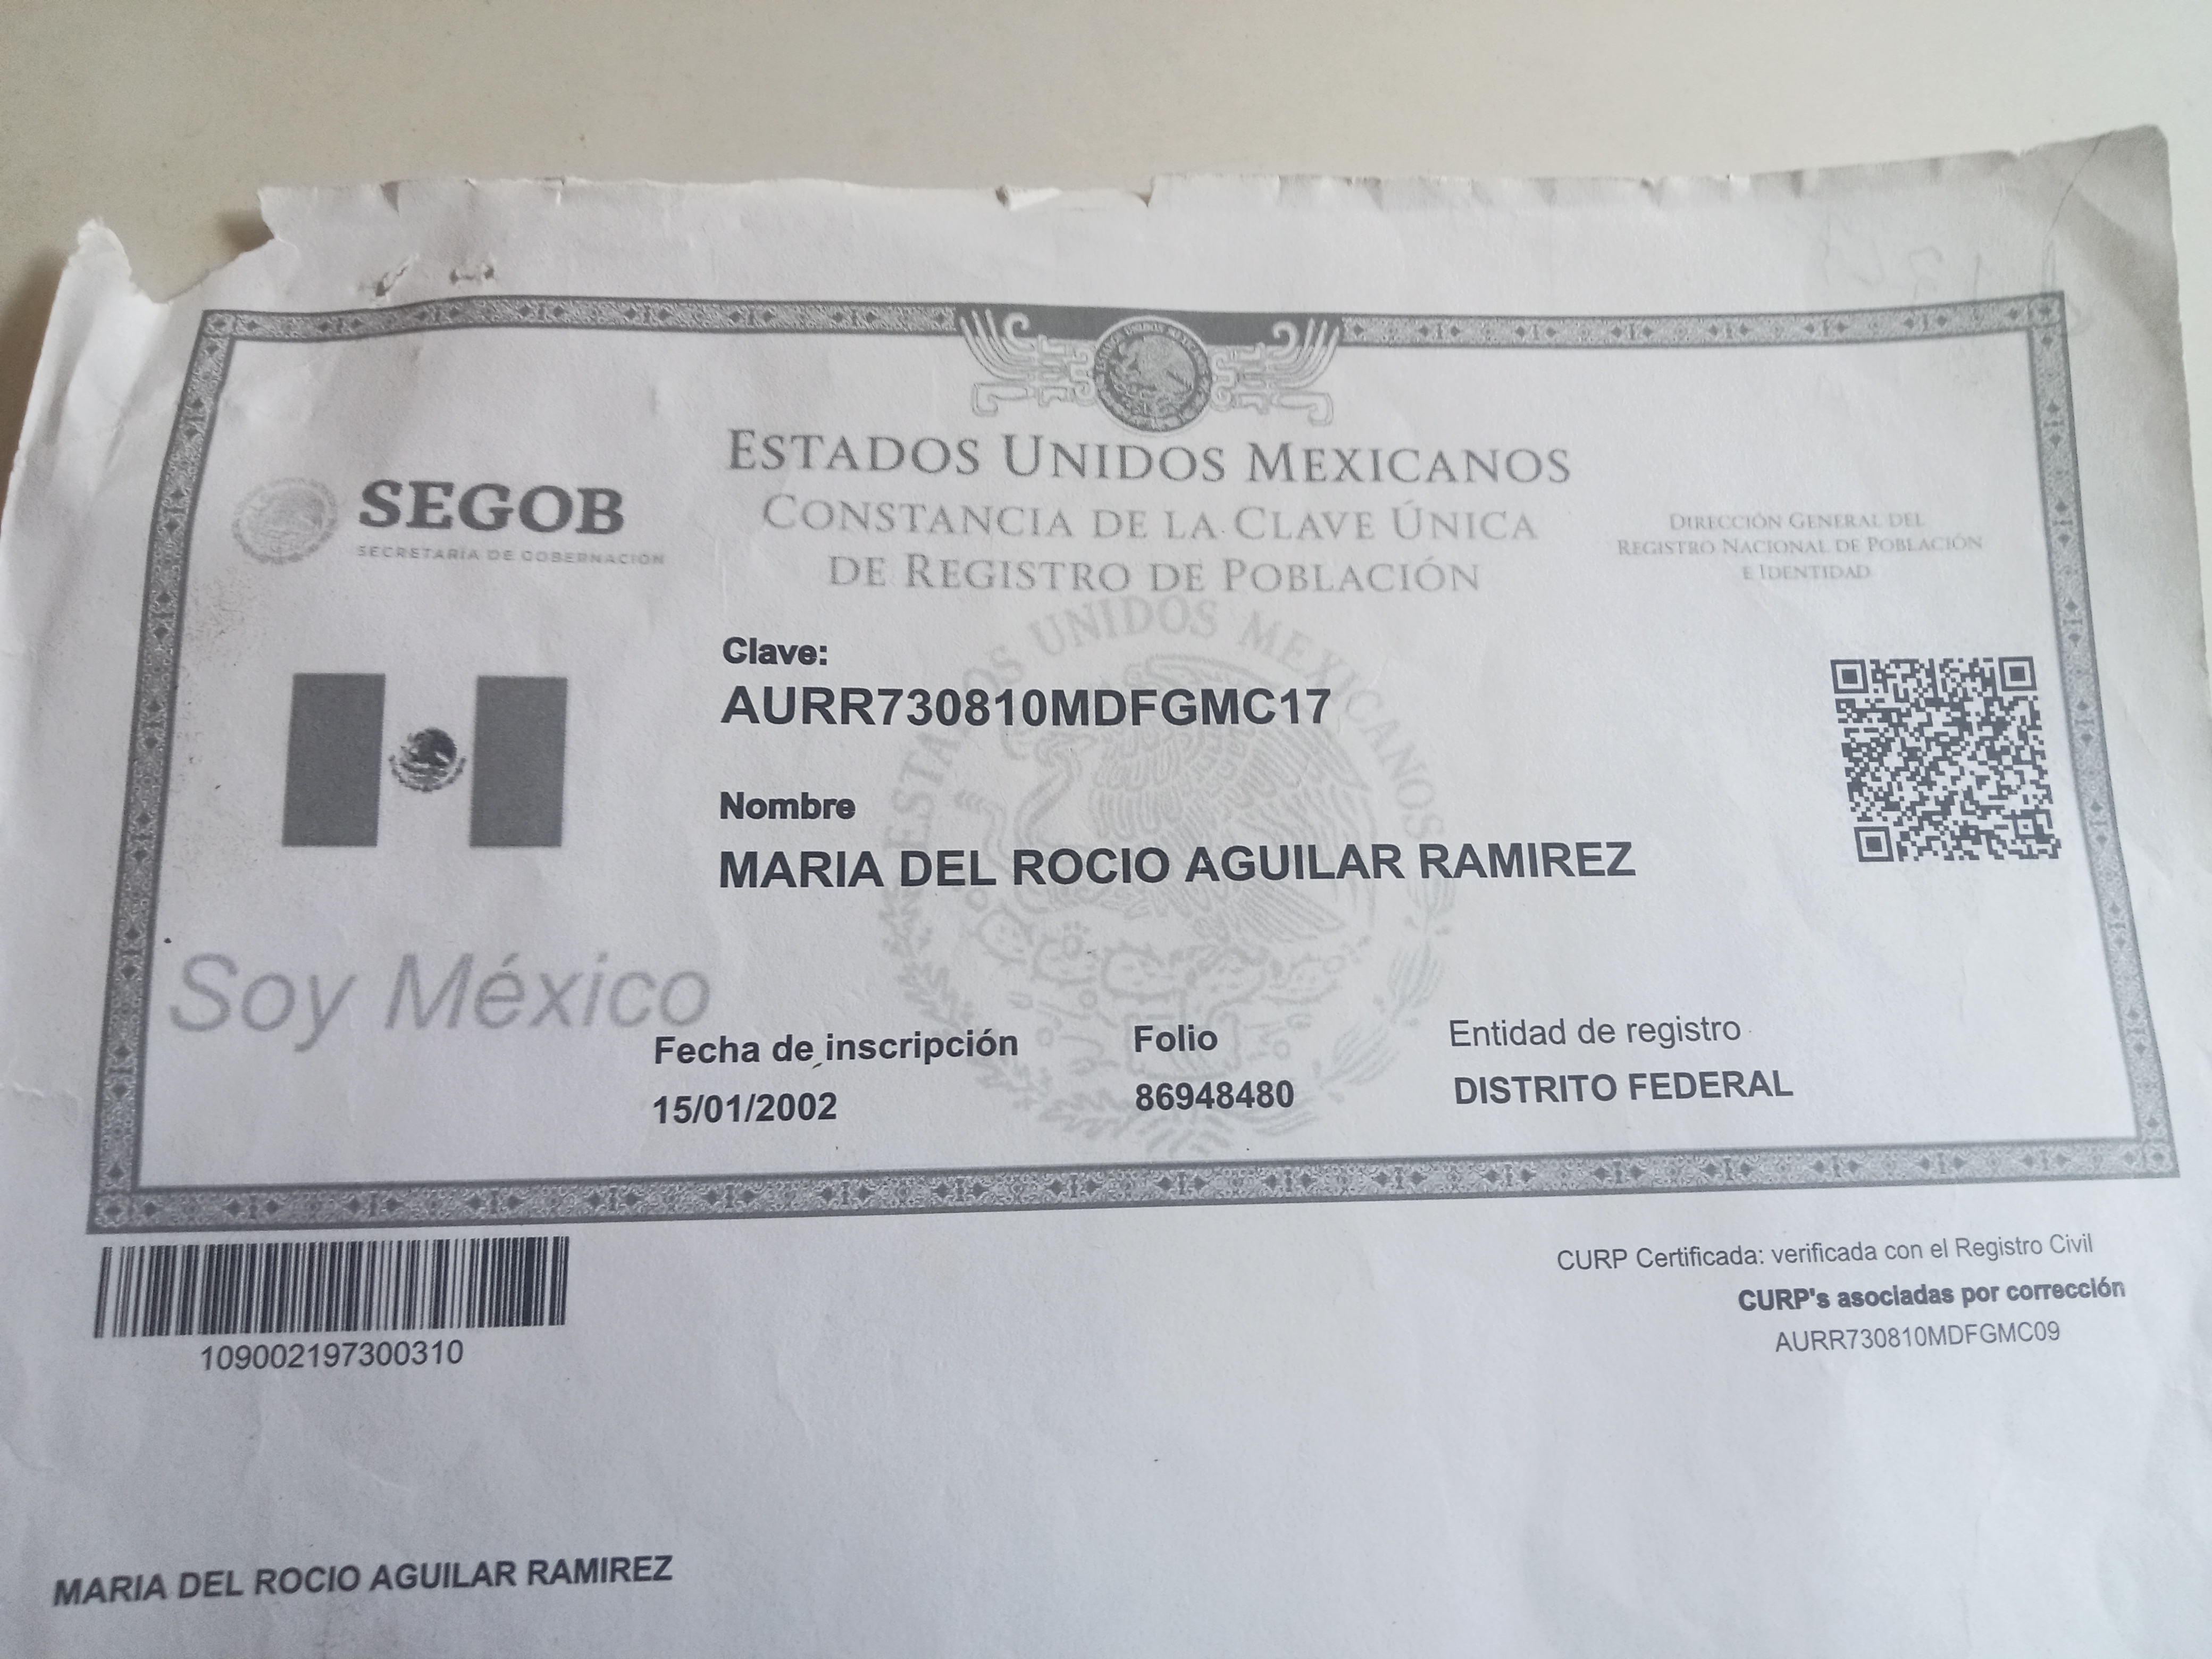 ESTADOS UNIDOS MEXICANOS
CONSTANCIA DE LA CLAVE ÚNICA
DE REGISTRO DE POBLACIÓN
SEGOB
SECRETARÍA DE GOBERNACIÓN
DIRECCIÓN GENERAL DEL
REGISTRO NACIONAL DE POBLACIÓN
E IDENTIDAD
ESTADOS UNIDOS MEXICANOS
Clave:
AURR730810MDFGMC17
Nombre
MARIA DEL ROCIO AGUILAR RAMIREZ
Soy México
Fecha de inscripción
15/01/2002
Folio
86948480
Entidad de registro
DISTRITO FEDERAL
109002197300310
CURP Certificada: verificada con el Registro Civil
CURP's asociadas por corrección
AURR730810MDFGMC09
MARIA DEL ROCIO AGUILAR RAMIREZ